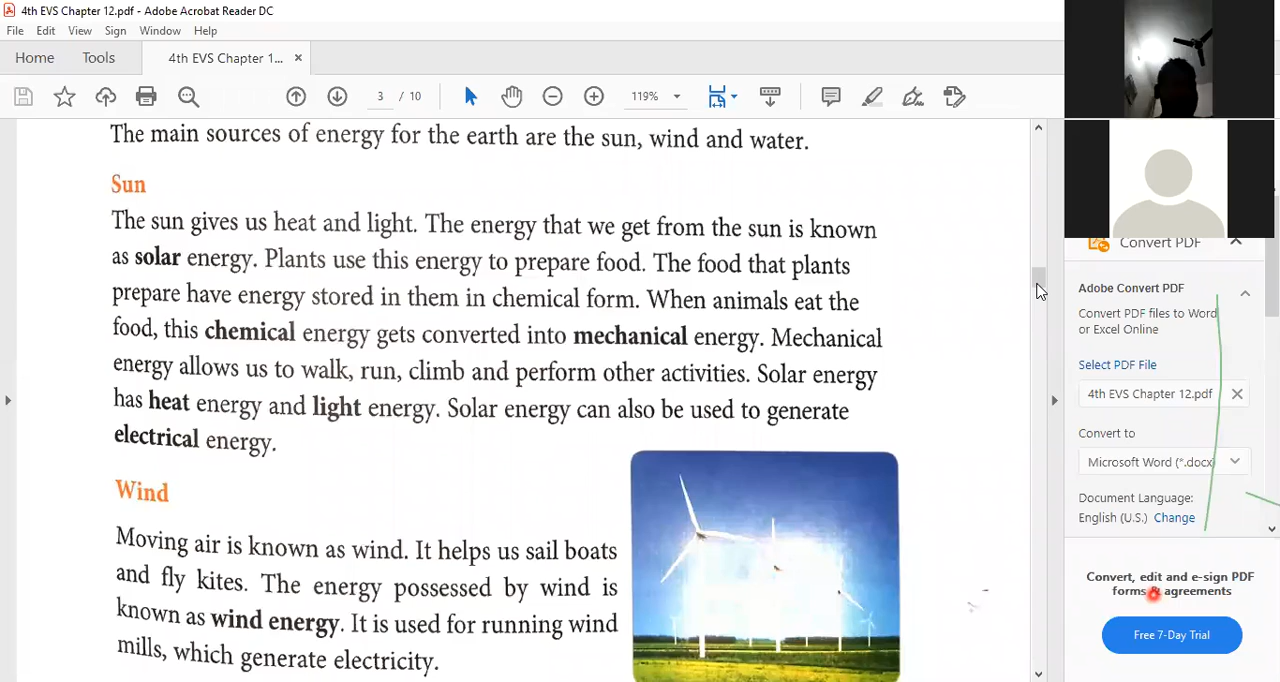 4th EVS Chapter 12.pdf - Adobe Acrobat Reader DC
File Edit View Sign Window Help
Home Tools 4th EVS Chapter 1... ×
3 / 10 119%
The main sources of energy for the earth are the sun, wind and water.
Sun
The sun gives us heat and light. The energy that we get from the sun is known
as solar energy. Plants use this energy to prepare food. The food that plants
prepare have energy stored in them in chemical form. When animals eat the
food, this chemical energy gets converted into mechanical energy. Mechanical
energy allows us to walk, run, climb and perform other activities. Solar energy
has heat energy and light energy. Solar energy can also be used to generate
electrical energy.
Wind
Moving air is known as wind. It helps us sail boats
and fly kites. The energy possessed by wind is
known as wind energy. It is used for running wind
mills, which generate electricity.
Convert PDF
Adobe Convert PDF
Convert PDF files to Word
or Excel Online
Select PDF File
4th EVS Chapter 12.pdf
Convert to
Microsoft Word (*.docx)
Document Language:
English (U.S.) Change
Convert, edit and e-sign PDF
forms & agreements
Free 7-Day Trial